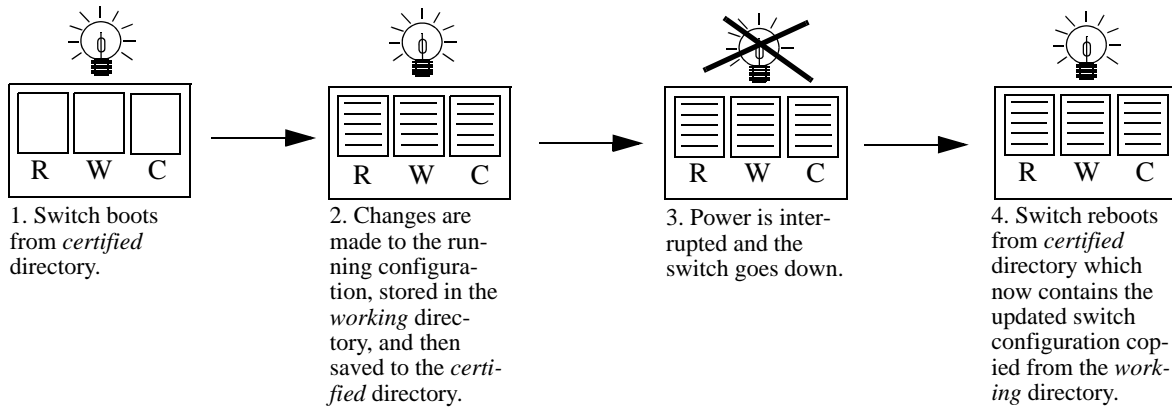 R W C
1. Switch boots
from certified
directory.
R W C
2. Changes are
made to the run-
ning configura-
tion, stored in the
working direc-
tory, and then
saved to the certi-
fied directory.
R W C
3. Power is inter-
rupted and the
switch goes down.
R W C
4. Switch reboots
from certified
directory which
now contains the
updated switch
configuration cop-
ied from the work-
ing directory.